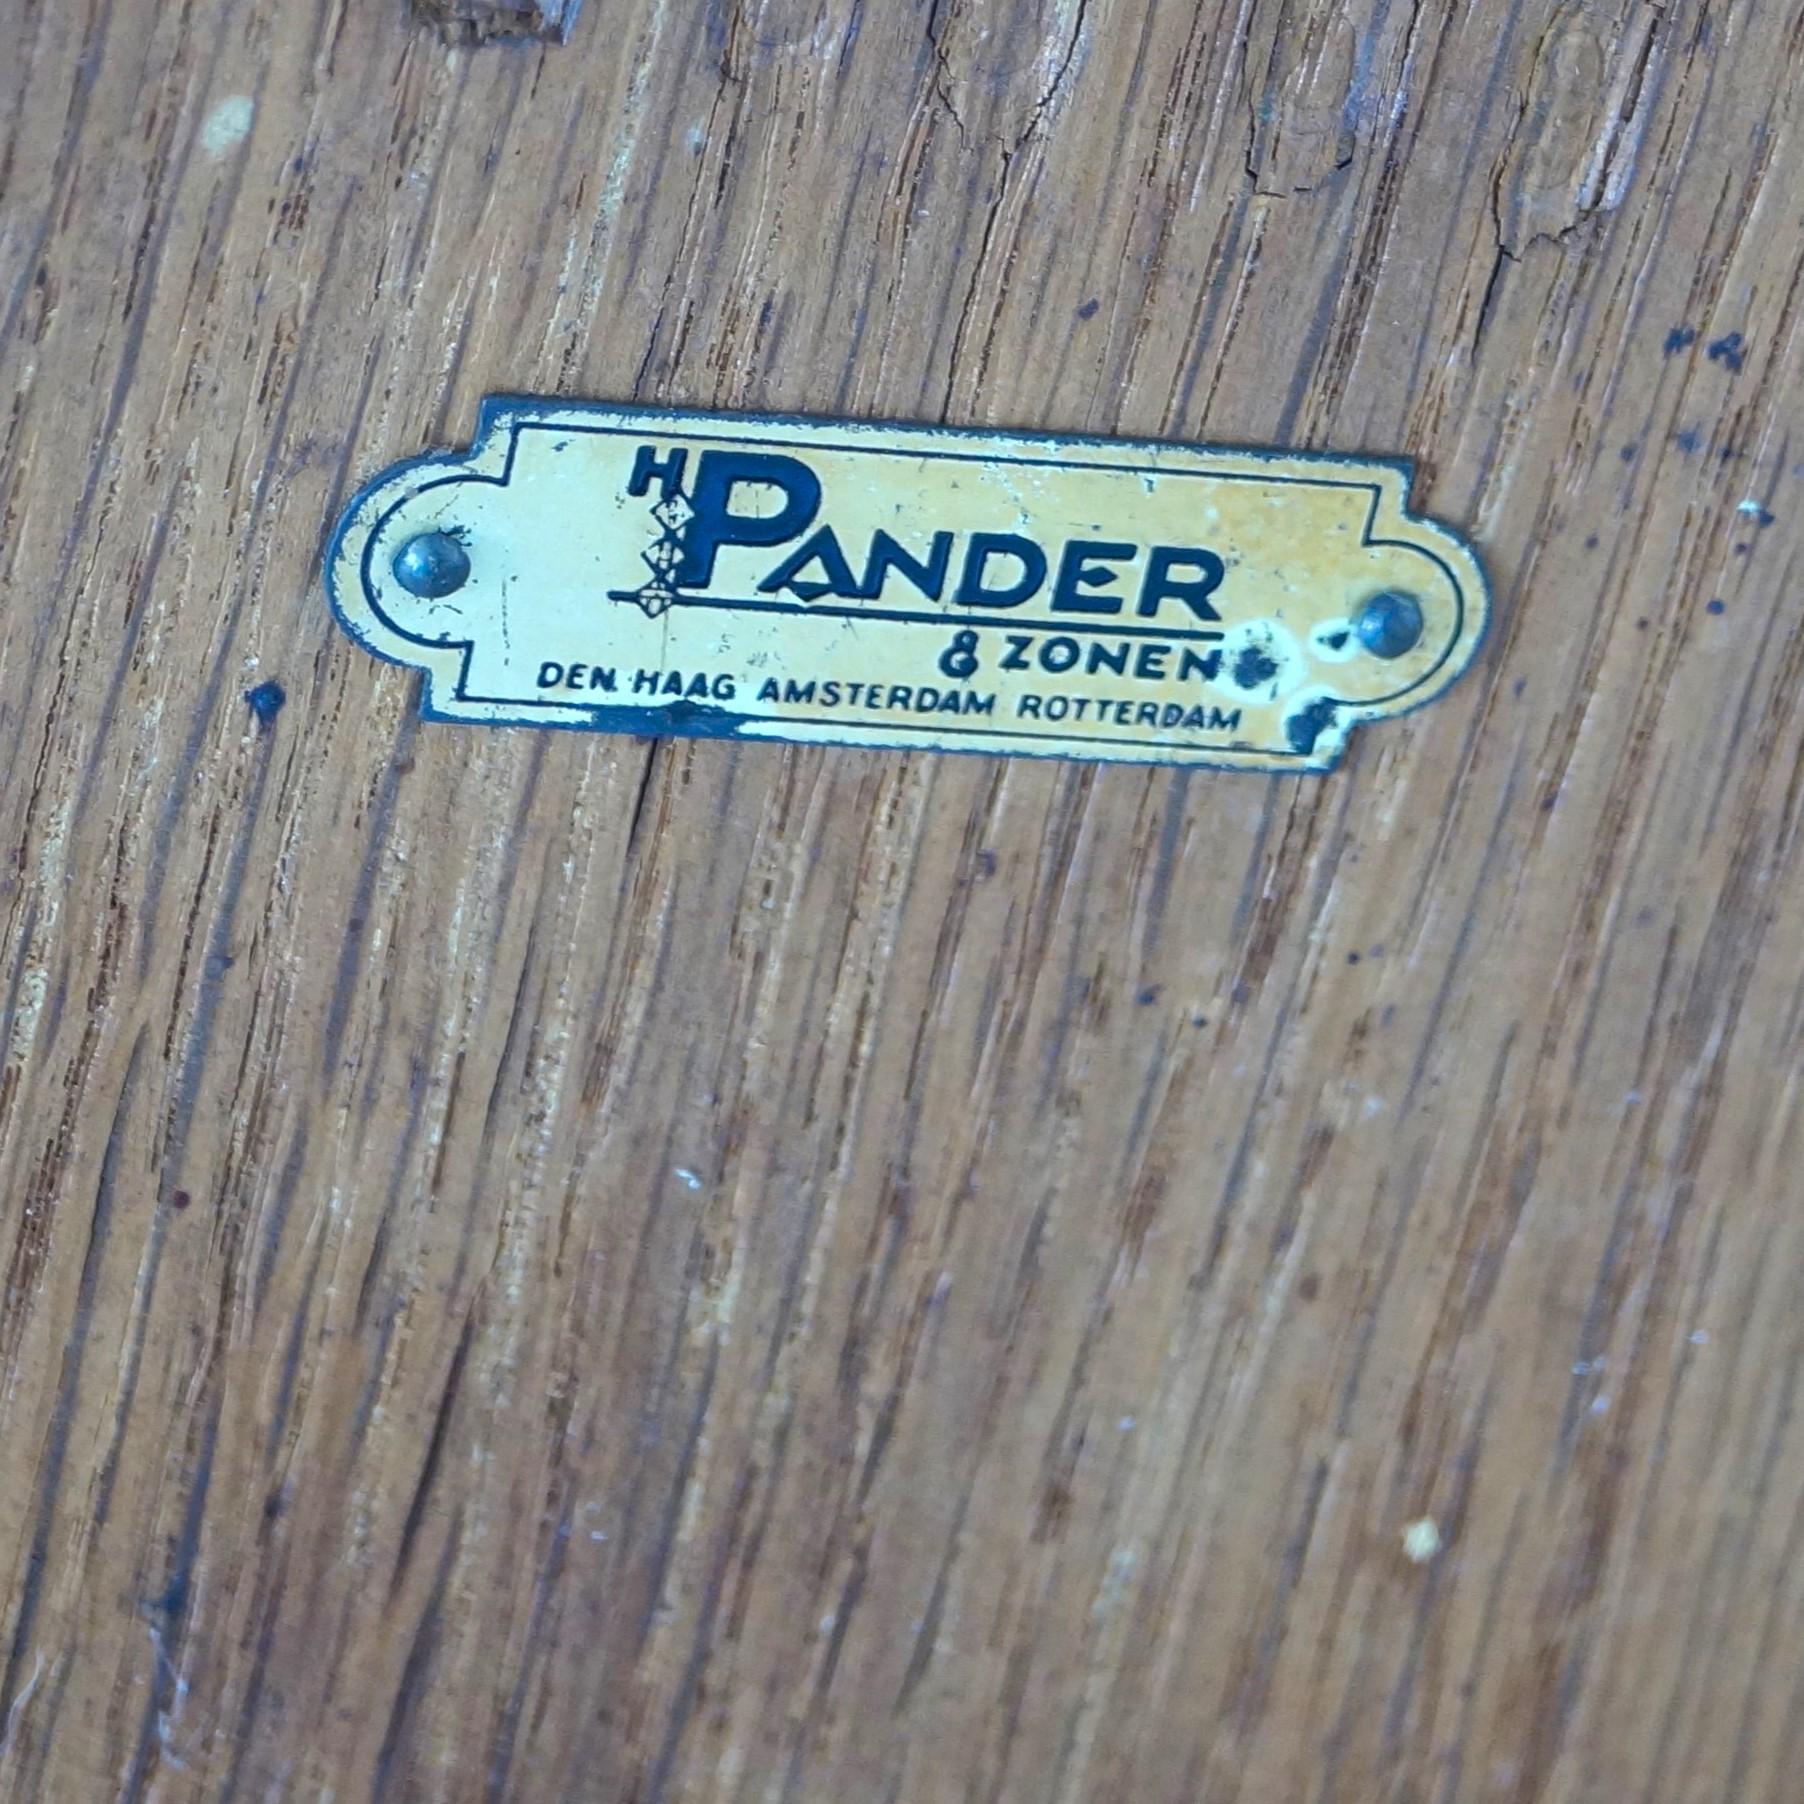 H PANDER
& ZONEN
DEN HAAG AMSTERDAM ROTTERDAM